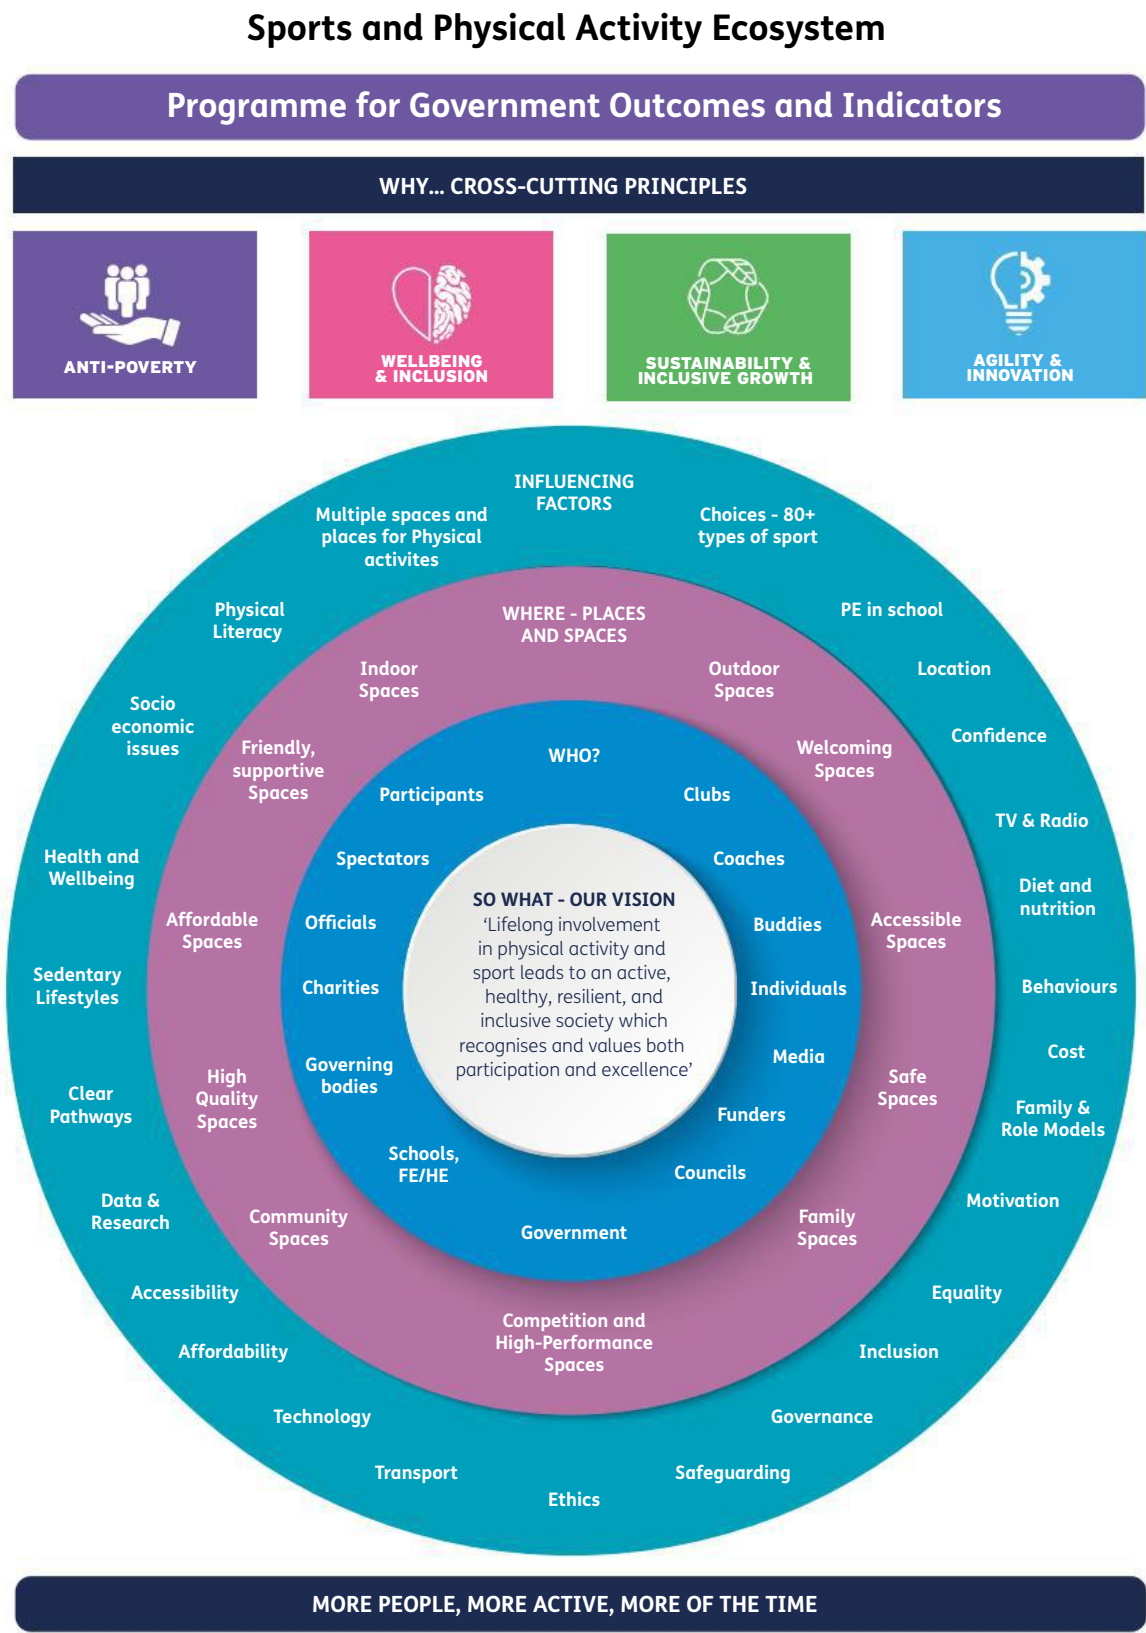 Sports and Physical Activity Ecosystem
Programme for Government Outcomes and Indicators
WHY... CROSS-CUTTING PRINCIPLES
ANTI-POVERTY
WELLBEING
& INCLUSION
SUSTAINABILITY &
INCLUSIVE GROWTH
AGILITY &
INNOVATION
INFLUENCING
FACTORS
Choices - 80+
types of sport
PE in school
Location
Confidence
TV & Radio
Diet and
nutrition
Behaviours
Cost
Family &
Role Models
Motivation
Equality
Inclusion
Governance
Safeguarding
Ethics
Transport
Technology
Affordability
Accessibility
Data &
Research
Clear
Pathways
Sedentary
Lifestyles
Health and
Wellbeing
Socio
economic
issues
Physical
Literacy
Multiple spaces and
places for Physical
activites
WHERE - PLACES
AND SPACES
Outdoor
Spaces
Welcoming
Spaces
Accessible
Spaces
Safe
Spaces
Family
Spaces
Competition and
High-Performance
Spaces
Community
Spaces
High
Quality
Spaces
Affordable
Spaces
Friendly,
supportive
Spaces
Indoor
Spaces
WHO?
Clubs
Coaches
Buddies
Individuals
Media
Funders
Councils
Government
Schools,
FE/HE
Governing
bodies
Charities
Officials
Spectators
Participants
SO WHAT - OUR VISION
‘Lifelong involvement
in physical activity and
sport leads to an active,
healthy, resilient, and
inclusive society which
recognises and values both
participation and excellence’
MORE PEOPLE, MORE ACTIVE, MORE OF THE TIME